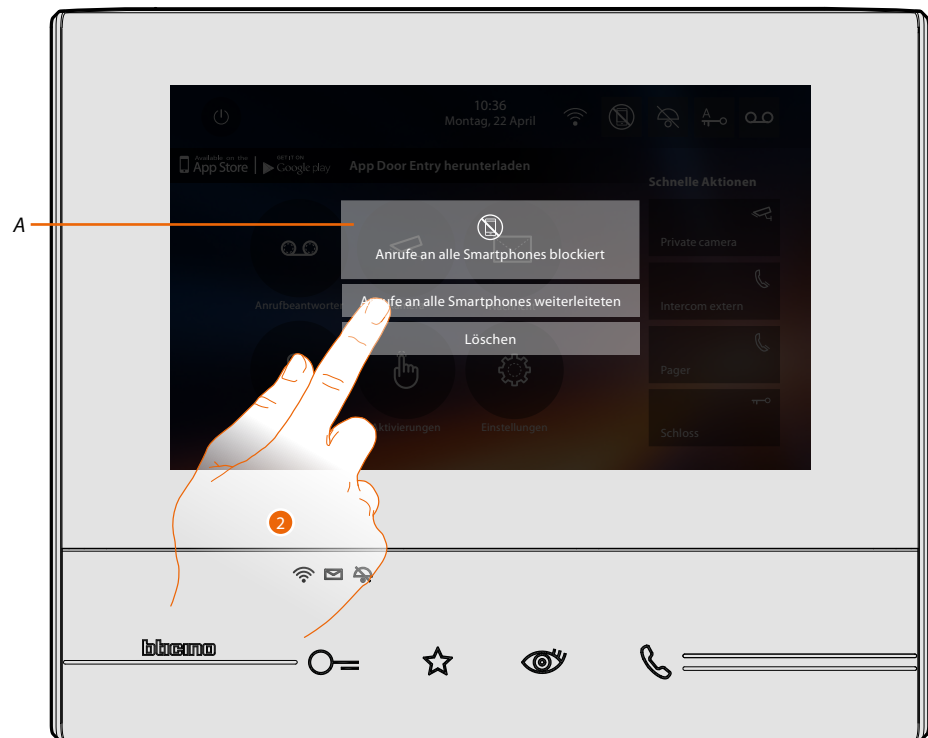 10:36
Montag, 22 April
Available on the
App Store
GET IT ON
Google play
App Door Entry herunterladen
Schnelle Aktionen
A
A
Anrufe an alle Smartphones blockiert
Private camera
Anrufbeantworter
Anrufe an alle Smartphones weiterleiteten
Intercom extern
Löschen
Pager
Aktivierungen
Einstellungen
Schloss
2
bticino